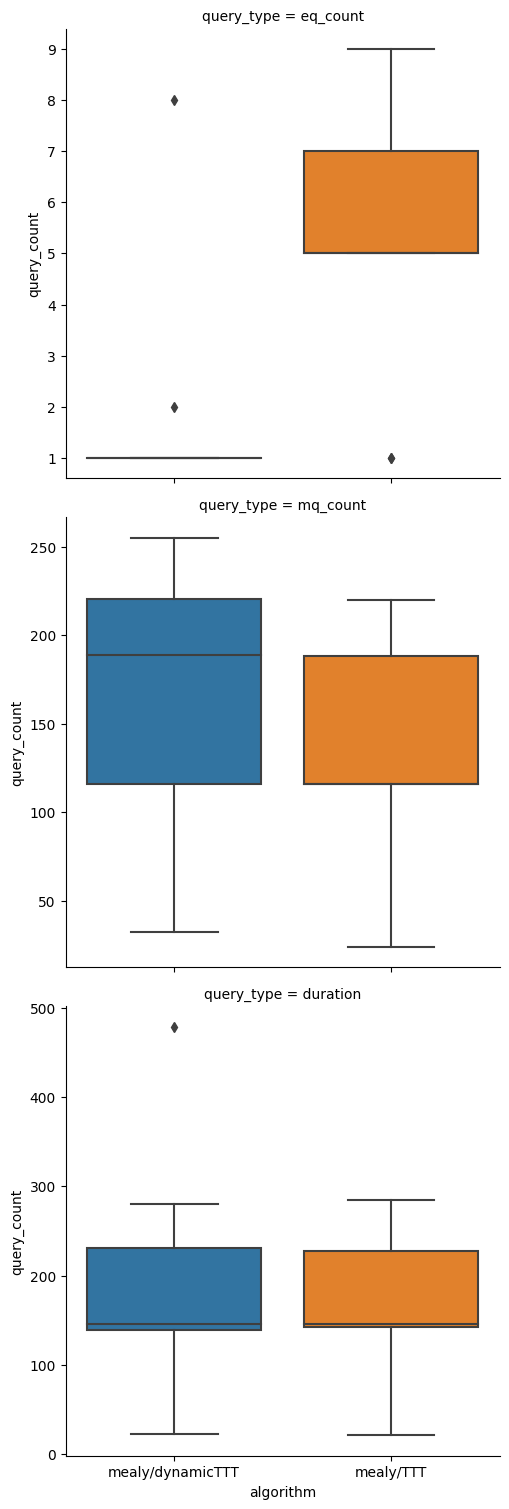 query_type = eq_count
9
8
7
6
5
4
3
2
1
query_count
query_type = mq_count
250
200
150
100
50
query_count
query_type = duration
500
400
300
200
100
0
query_count
mealy/dynamicTTT mealy/TTT
algorithm